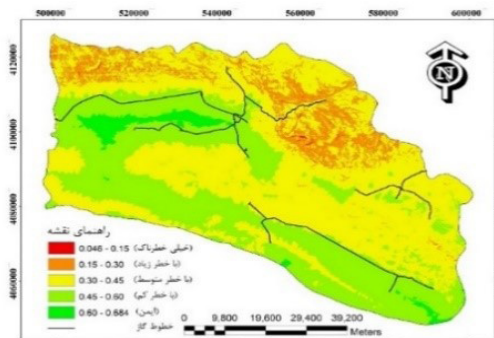 500000 520000 540000 560000 580000 600000
4120000
4100000
4080000
4060000
N
راهنمای نقشه
0.046 - 0.15 (خیلی خطرناک)
0.15 - 0.30 (با خطر زیاد)
0.30 - 0.45 (با خطر متوسط)
0.45 - 0.60 (با خطر کم)
0.60 - 0.684 (ایمن)
خطوط گاز
0 9,800 19,600 29,400 39,200
Meters